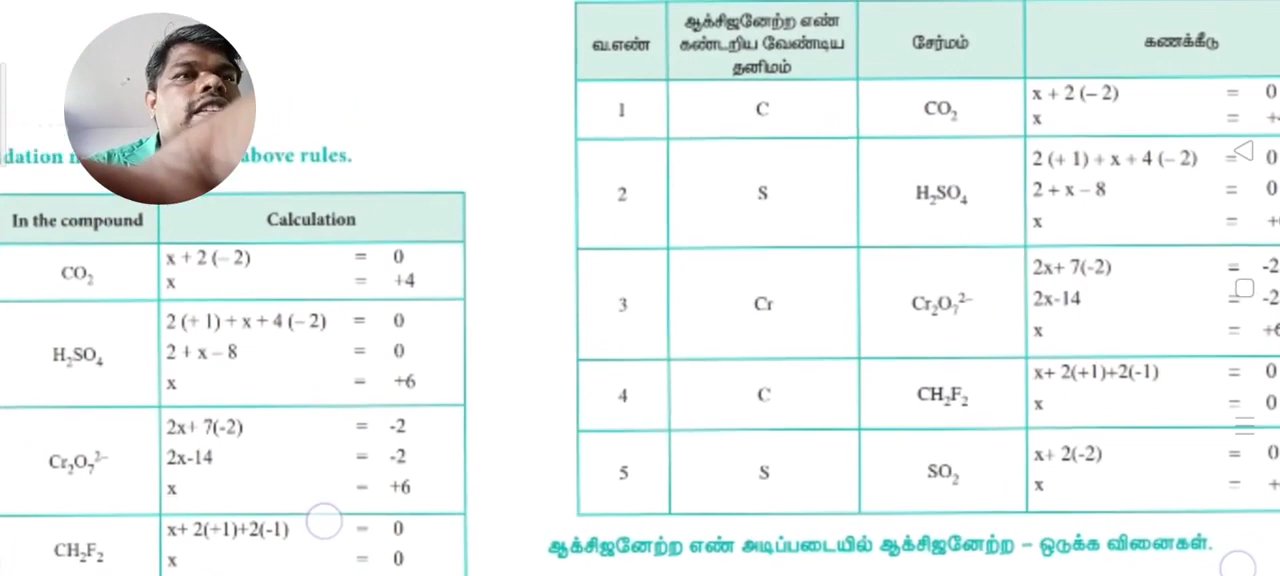 dation
above rules.
In the compound Calculation
CO₂
x + 2 (– 2) = 0
x = +4
H₂SO₄
2 (+ 1) + x + 4 (– 2) = 0
2 + x – 8 = 0
x = +6
Cr₂O₇²⁻
2x+ 7(-2) = -2
2x-14 = -2
x = +6
CH₂F₂
x+ 2(+1)+2(-1) = 0
x = 0
வ.எண்
ஆக்சிஜனேற்ற எண்
கண்டறிய வேண்டிய
தனிமம்
சேர்மம்
கணக்கீடு
1 C CO₂
x + 2 (– 2) = 0
x = +
2 S H₂SO₄
2 (+ 1) + x + 4 (– 2) = 0
2 + x – 8 = 0
x = +
3 Cr Cr₂O₇²⁻
2x+ 7(-2) = -2
2x-14 = -2
x = +6
4 C CH₂F₂
x+ 2(+1)+2(-1) = 0
x = 0
5 S SO₂
x+ 2(-2) = 0
x = +
ஆக்சிஜனேற்ற எண் அடிப்படையில் ஆக்சிஜனேற்ற – ஒடுக்க வினைகள்.